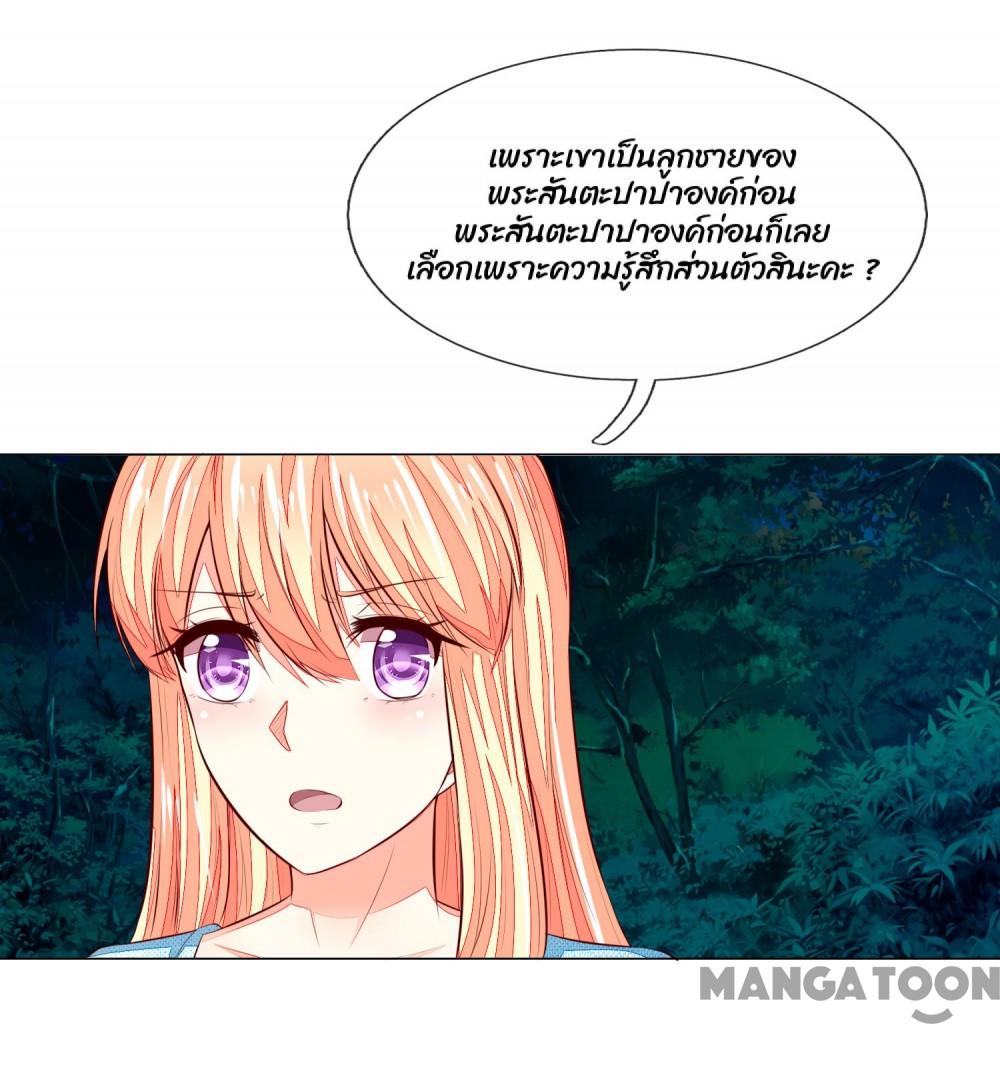 เพราะเขาเป็นลูกชายของ
พระสันตะปาปาองค์ก่อน
พระสันตะปาปาองค์ก่อนก็เลย
เลือกเพราะความรู้สึกส่วนตัวสินะคะ ?
MANGATOON